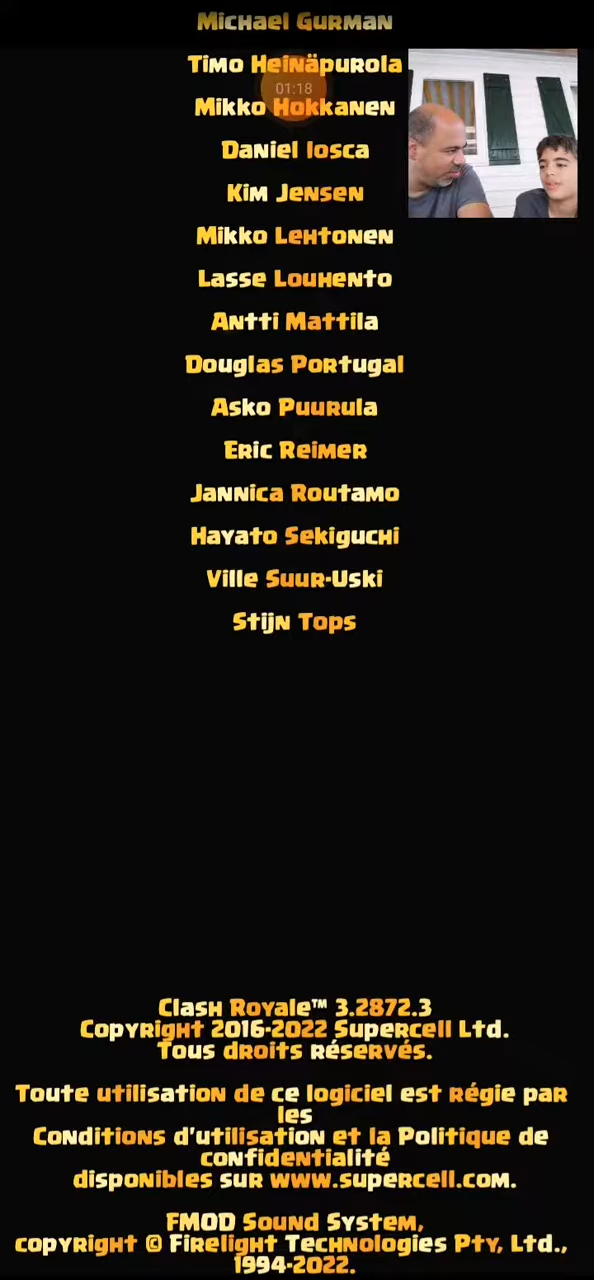 Michael Gurman
Timo Heinäpurola
01:18
Mikko Hokkanen
Daniel Iosca
Kim Jensen
Mikko Lehtonen
Lasse Louhento
Antti Mattila
Douglas Portugal
Asko Puurula
Eric Reimer
Jannica Routamo
Hayato Sekiguchi
Ville Suur-Uski
Stijn Tops
Clash Royale™ 3.2872.3
Copyright 2016-2022 Supercell Ltd.
Tous droits réservés.
Toute utilisation de ce logiciel est régie par
les
Conditions d'utilisation et la Politique de
confidentialité
disponibles sur www.supercell.com.
FMOD Sound System,
copyright © Firelight Technologies Pty, Ltd.,
1994-2022.